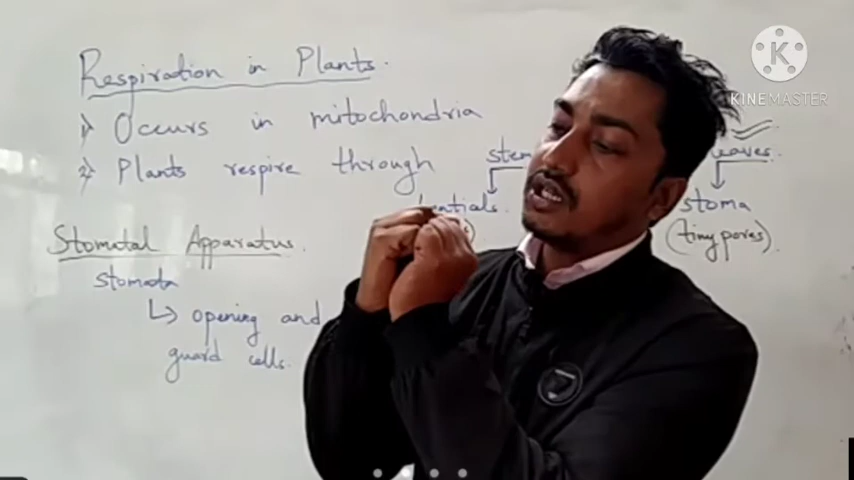 Respiration in Plants.
1) Occurs in mitochondria
2) Plants respire through stem
stoma
(tiny pores).
Stomatal Apparatus.
stomata
↳ opening and
guard cells.
KINEMASTER